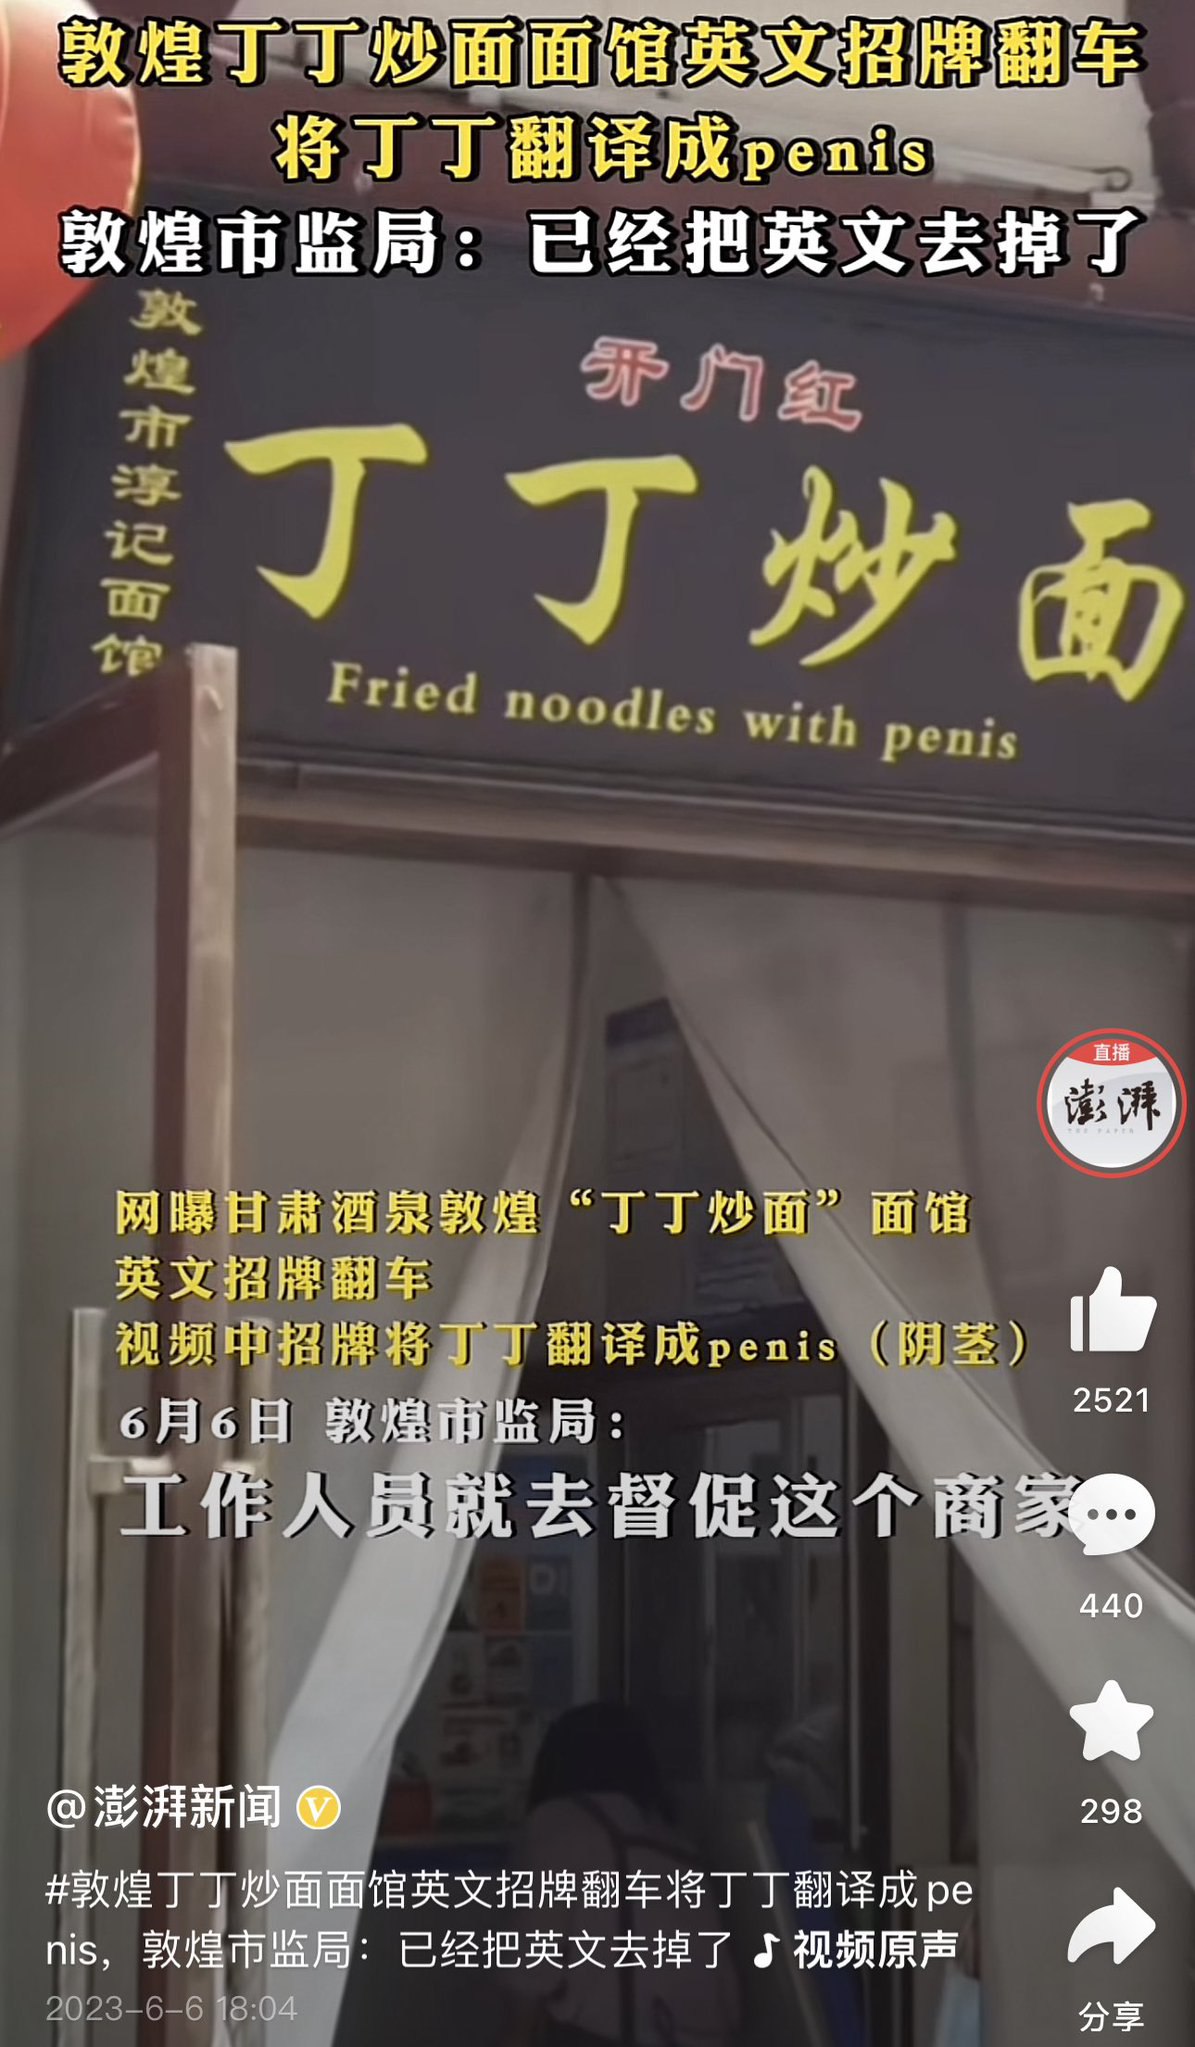 敦煌丁丁炒面面馆英文招牌翻车
将丁丁翻译成penis
敦煌市监局：已经把英文去掉了
敦煌市淳记面馆
开门红
丁丁炒面
Fried noodles with penis
直播
澎湃
网曝甘肃酒泉敦煌“丁丁炒面”面馆
英文招牌翻车
视频中招牌将丁丁翻译成penis（阴茎）
6月6日 敦煌市监局：
工作人员就去督促这个商家
2521
440
298
分享
@澎湃新闻
#敦煌丁丁炒面面馆英文招牌翻车将丁丁翻译成pe
nis，敦煌市监局：已经把英文去掉了 视频原声
2023-6-6 18:04